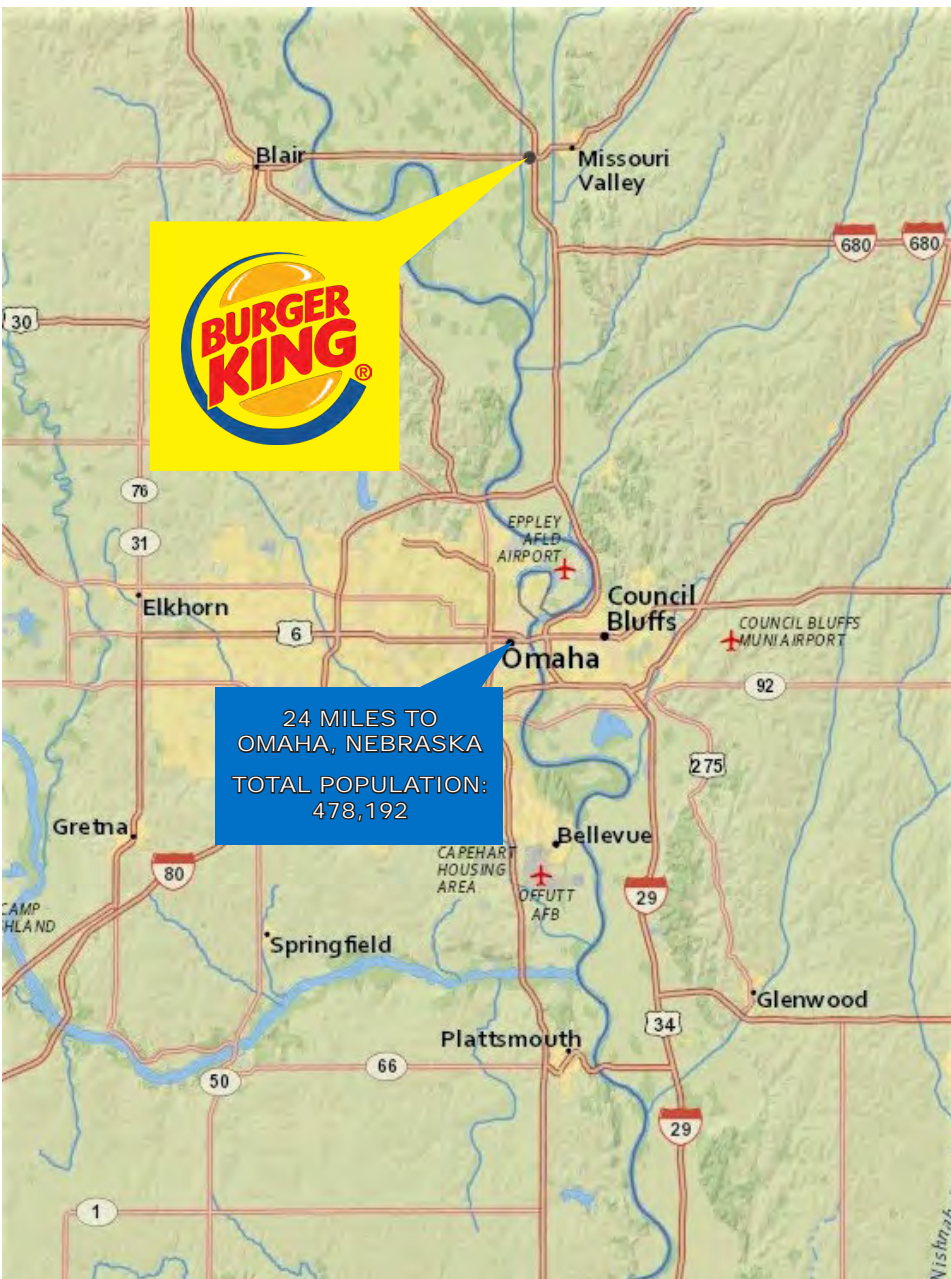 Blair
Missouri
Valley
680
680
BURGER
KING
®
30
76
EPPLEY
AFLD
AIRPORT
31
Elkhorn
Council
Bluffs
6
COUNCIL BLUFFS
MUNI AIRPORT
Omaha
92
24 MILES TO
OMAHA, NEBRASKA
TOTAL POPULATION:
478,192
275
Gretna
Bellevue
CAPEHART
HOUSING
AREA
80
OFFUTT
AFB
29
CAMP
HLAND
Springfield
Glenwood
34
Plattsmouth
66
50
29
1